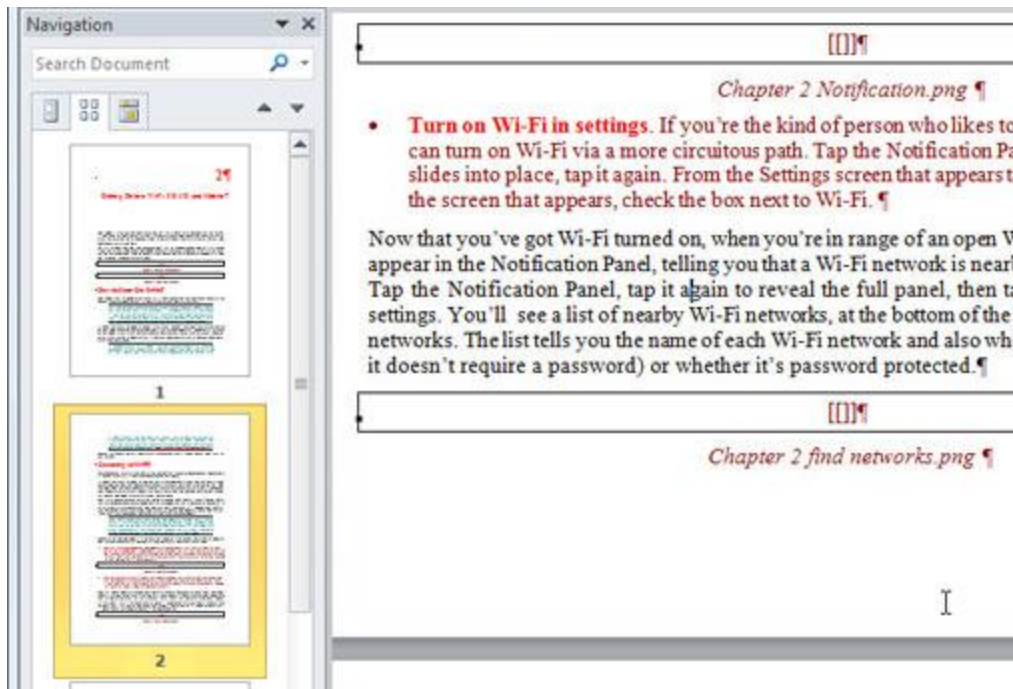 Navigation
Search Document
2¶
1
2
[[]]¶
Chapter 2 Notification.png ¶
• Turn on Wi-Fi in settings. If you're the kind of person who likes to
can turn on Wi-Fi via a more circuitous path. Tap the Notification Pa
slides into place, tap it again. From the Settings screen that appears t
the screen that appears, check the box next to Wi-Fi. ¶
Now that you've got Wi-Fi turned on, when you're in range of an open W
appear in the Notification Panel, telling you that a Wi-Fi network is near
Tap the Notification Panel, tap it again to reveal the full panel, then ta
settings. You'll see a list of nearby Wi-Fi networks, at the bottom of the
networks. The list tells you the name of each Wi-Fi network and also wh
it doesn't require a password) or whether it's password protected.¶
[[]]¶
Chapter 2 find networks.png ¶